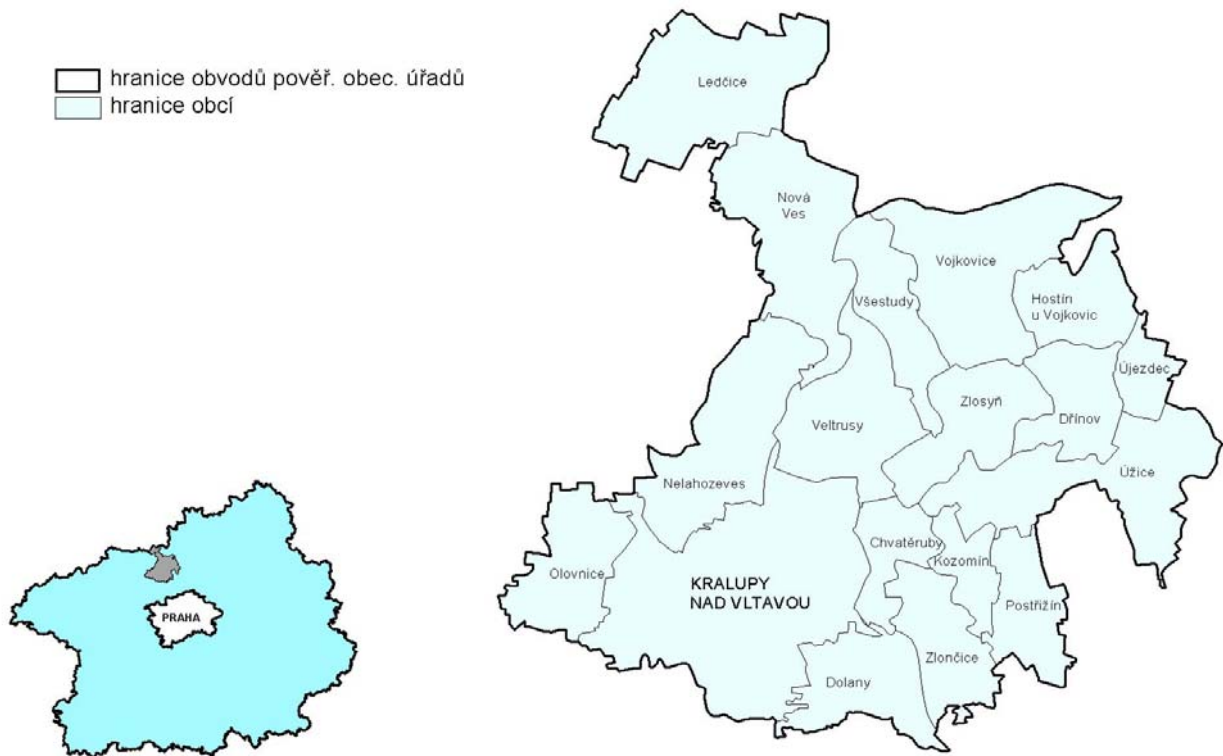 hranice obvodů pověř. obec. úřadů
hranice obcí
Ledčice
Nová
Ves
Vojkovice
Všestudy
Hostín
u Vojkovic
Újezdec
Zlosyň
Dřínov
Veltrusy
Úžice
Nelahozeves
Chvatěruby
Kozomín
Olovnice
KRALUPY
NAD VLTAVOU
Postřižín
Zlončice
Dolany
PRAHA